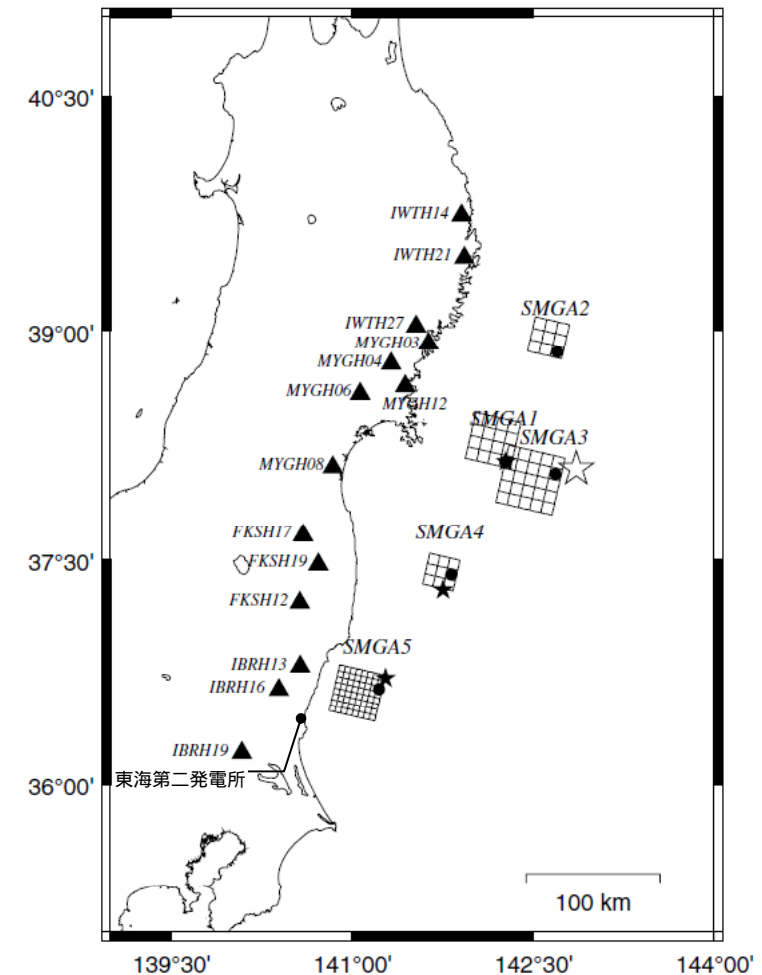 40°30'
IWTH14
IWTH21
SMGA2
39°00'
IWTH27
MYGH03
MYGH04
MYGH06
MYGH12
SMGA1
SMGA3
MYGH08
FKSH17
SMGA4
37°30'
FKSH19
FKSH12
SMGA5
IBRH13
IBRH16
IBRH19
東海第二発電所
36°00'
100 km
139°30'
141°00'
142°30'
144°00'